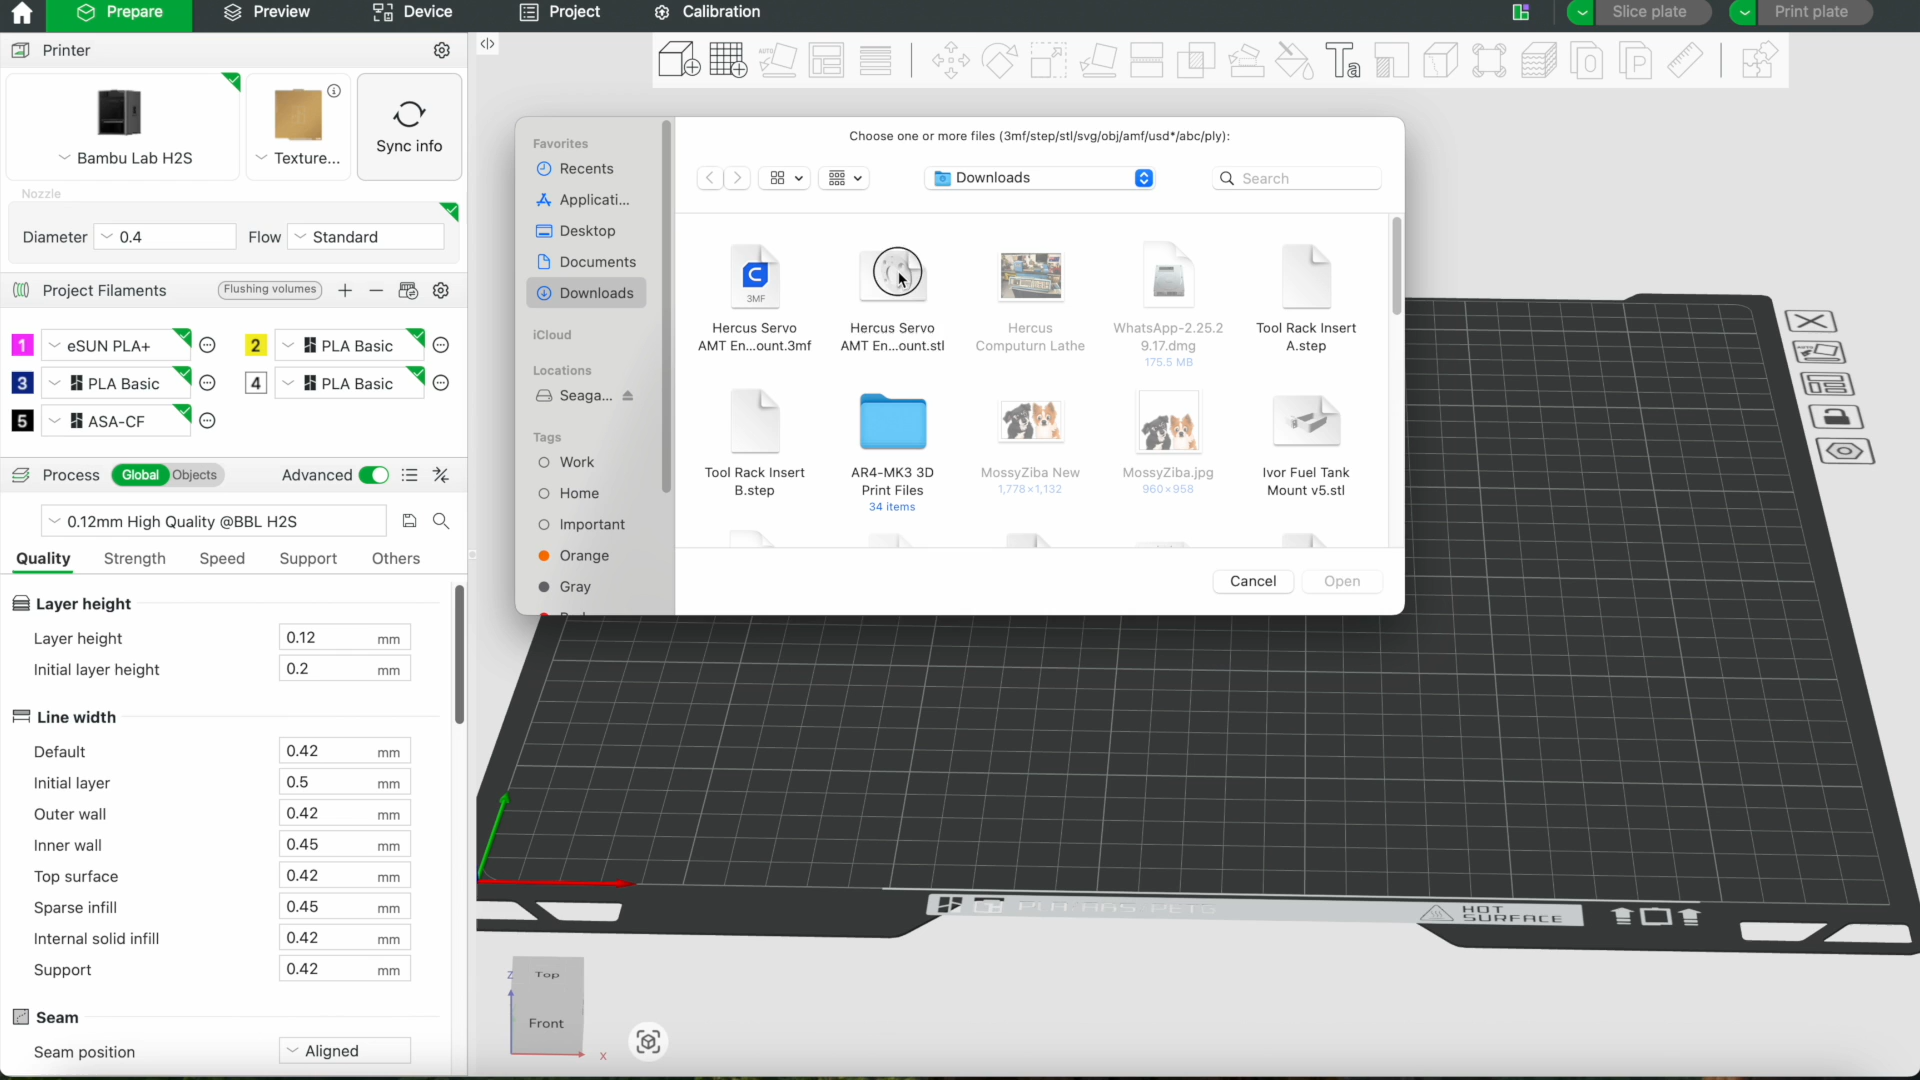 Prepare
Preview
Device
Project
Calibration
Slice plate
Print plate
Printer
Bambu Lab H2S
Texture...
Sync info
Nozzle
Diameter
0.4
Flow
Standard
Project Filaments
Flushing volumes
1
eSUN PLA+
2
PLA Basic
3
PLA Basic
4
PLA Basic
5
ASA-CF
Process
Global
Objects
Advanced
0.12mm High Quality @BBL H2S
Quality
Strength
Speed
Support
Others
Layer height
Layer height
0.12 mm
Initial layer height
0.2 mm
Line width
Default
0.42 mm
Initial layer
0.5 mm
Outer wall
0.42 mm
Inner wall
0.45 mm
Top surface
0.42 mm
Sparse infill
0.45 mm
Internal solid infill
0.42 mm
Support
0.42 mm
Seam
Seam position
Aligned
Favorites
Recents
Applicati...
Desktop
Documents
Downloads
iCloud
Locations
Seaga...
Tags
Work
Home
Important
Orange
Gray
Choose one or more files (3mf/step/stl/svg/obj/amf/usd*/abc/ply):
Downloads
Search
3MF
Hercus Servo
AMT En...ount.3mf
Hercus Servo
AMT En...ount.stl
Hercus
Computurn Lathe
WhatsApp-2.25.2
9.17.dmg
175.5 MB
Tool Rack Insert
A.step
Tool Rack Insert
B.step
AR4-MK3 3D
Print Files
34 items
MossyZiba New
1,778×1,132
MossyZiba.jpg
960×958
Ivor Fuel Tank
Mount v5.stl
Cancel
Open
HOT
SURFACE
Top
Front
Z
X